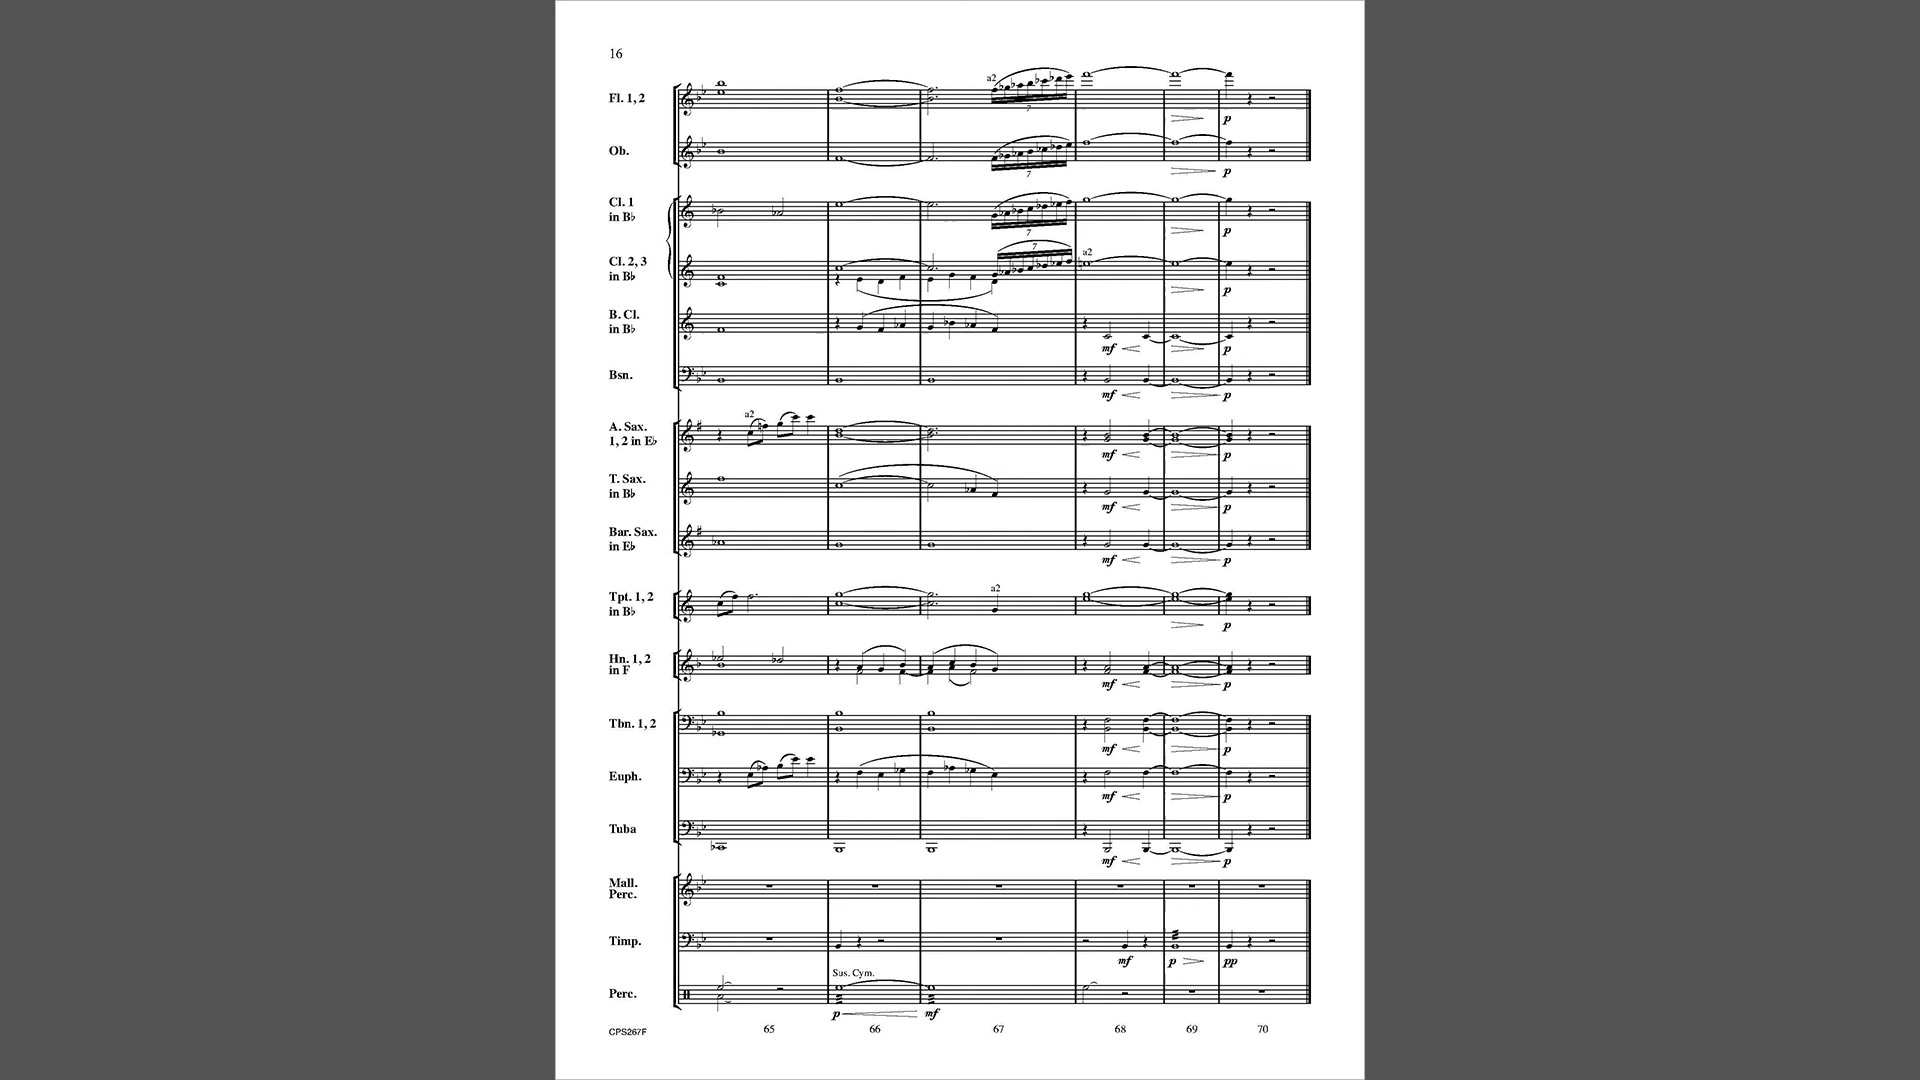 16
a2
Fl. 1, 2
7
p
Ob.
7
p
Cl. 1
in B♭
7
p
7
a2
Cl. 2, 3
in B♭
p
B. Cl.
in B♭
mf
p
Bsn.
mf
p
a2
A. Sax.
1, 2 in E♭
mf
p
T. Sax.
in B♭
mf
p
Bar. Sax.
in E♭
mf
p
a2
Tpt. 1, 2
in B♭
p
Hn. 1, 2
in F
mf
p
Tbn. 1, 2
mf
p
Euph.
mf
p
Tuba
mf
p
Mall.
Perc.
Timp.
mf
p
pp
Sus. Cym.
Perc.
p
mf
CPS267F
65
66
67
68
69
70